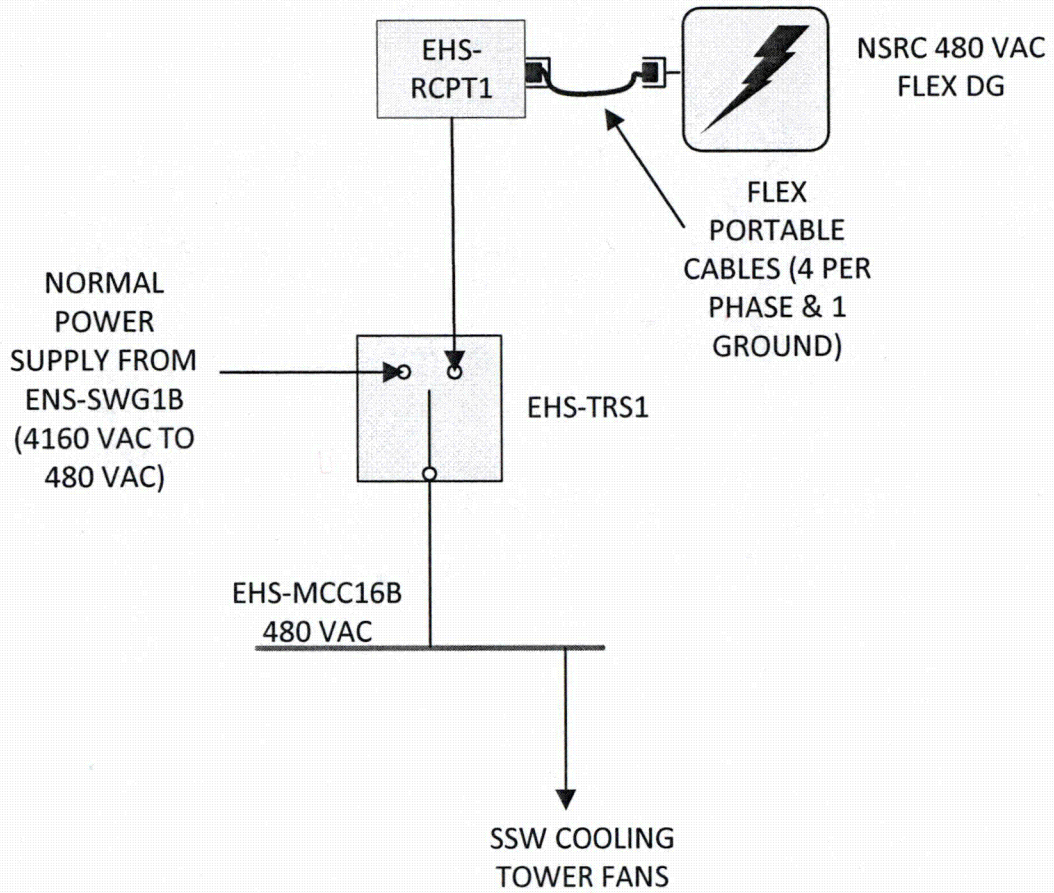 EHS-
RCPT1
NSRC 480 VAC
FLEX DG
FLEX
PORTABLE
CABLES (4 PER
PHASE & 1
GROUND)
NORMAL
POWER
SUPPLY FROM
ENS-SWG1B
(4160 VAC TO
480 VAC)
EHS-TRS1
EHS-MCC16B
480 VAC
SSW COOLING
TOWER FANS